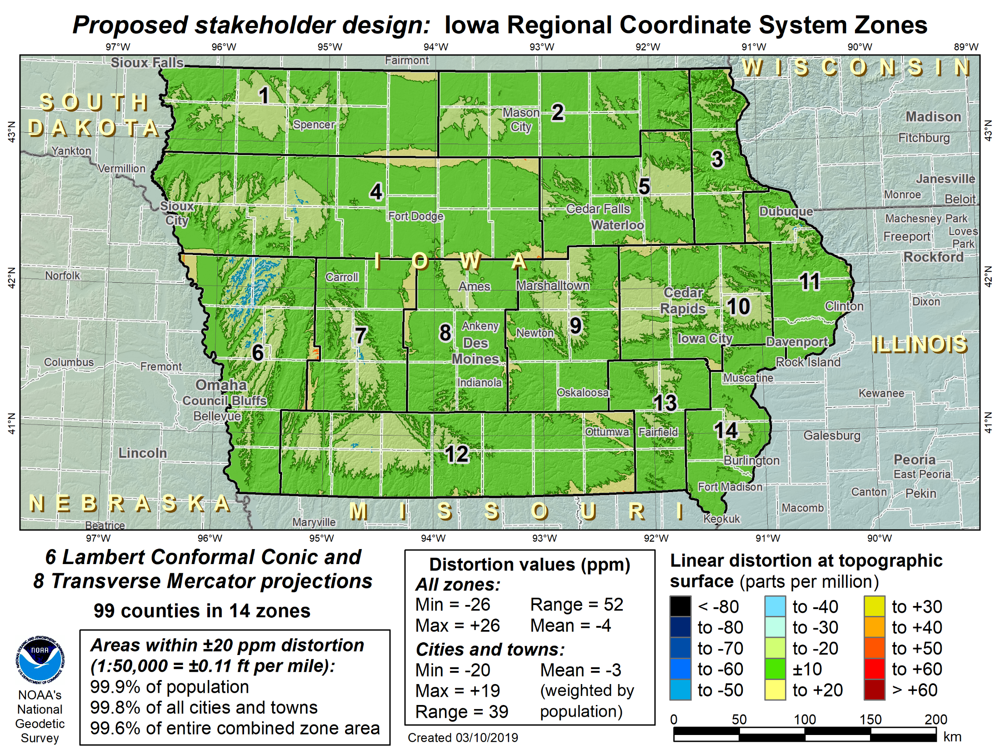 Proposed stakeholder design: Iowa Regional Coordinate System Zones
97°W 96°W 95°W 94°W 93°W 92°W 91°W 90°W 89°W
Sioux Falls
Fairmont
WISCONSIN
SOUTH
DAKOTA
1
2
Mason
City
Spencer
Madison
Fitchburg
43°N
43°N
Yankton
Vermillion
3
Janesville
Monroe
Beloit
4
5
Sioux
City
Fort Dodge
Cedar Falls
Waterloo
Dubuque
Machesney Park
Freeport
Loves
Park
Rockford
IOWA
42°N
42°N
Norfolk
Carroll
Ames
Marshalltown
Cedar
Rapids
10
11
Clinton
Dixon
6
7
8
Ankeny
Des
Moines
Newton
9
Iowa City
Davenport
ILLINOIS
Columbus
Fremont
Rock Island
Omaha
Council Bluffs
Bellevue
Indianola
Oskaloosa
Muscatine
Kewanee
13
41°N
41°N
Ottumwa
Fairfield
14
Galesburg
Lincoln
12
Burlington
Peoria
East Peoria
Fort Madison
Canton
Pekin
NEBRASKA
MISSOURI
Macomb
Beatrice
Maryville
Keokuk
97°W 96°W 95°W 94°W 93°W 92°W 91°W 90°W
6 Lambert Conformal Conic and
8 Transverse Mercator projections
99 counties in 14 zones
NATIONAL OCEANIC AND ATMOSPHERIC ADMINISTRATION
NOAA
U.S. DEPARTMENT OF COMMERCE
NOAA's
National
Geodetic
Survey
Areas within ±20 ppm distortion
(1:50,000 = ±0.11 ft per mile):
99.9% of population
99.8% of all cities and towns
99.6% of entire combined zone area
Distortion values (ppm)
All zones:
Min = -26 Range = 52
Max = +26 Mean = -4
Cities and towns:
Min = -20 Mean = -3
Max = +19 (weighted by
Range = 39 population)
Created 03/10/2019
Linear distortion at topographic
surface (parts per million)
< -80 to -40 to +30
to -80 to -30 to +40
to -70 to -20 to +50
to -60 ±10 to +60
to -50 to +20 > +60
0 50 100 150 200
km